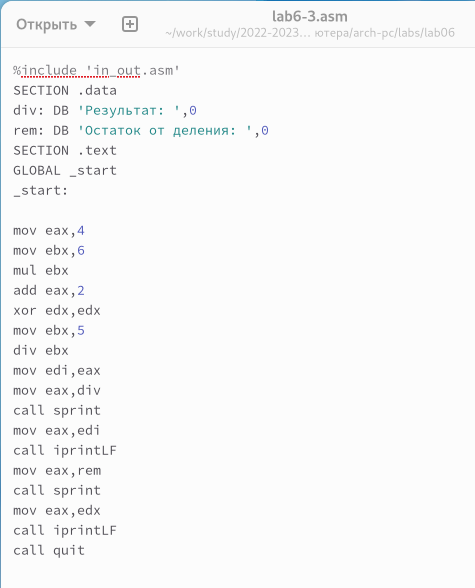 Открыть
lab6-3.asm
~/work/study/2022-2023... ютера/arch-pc/labs/lab06
%include 'in_out.asm'
SECTION .data
div: DB 'Результат: ',0
rem: DB 'Остаток от деления: ',0
SECTION .text
GLOBAL _start
_start:
mov eax,4
mov ebx,6
mul ebx
add eax,2
xor edx,edx
mov ebx,5
div ebx
mov edi,eax
mov eax,div
call sprint
mov eax,edi
call iprintLF
mov eax,rem
call sprint
mov eax,edx
call iprintLF
call quit